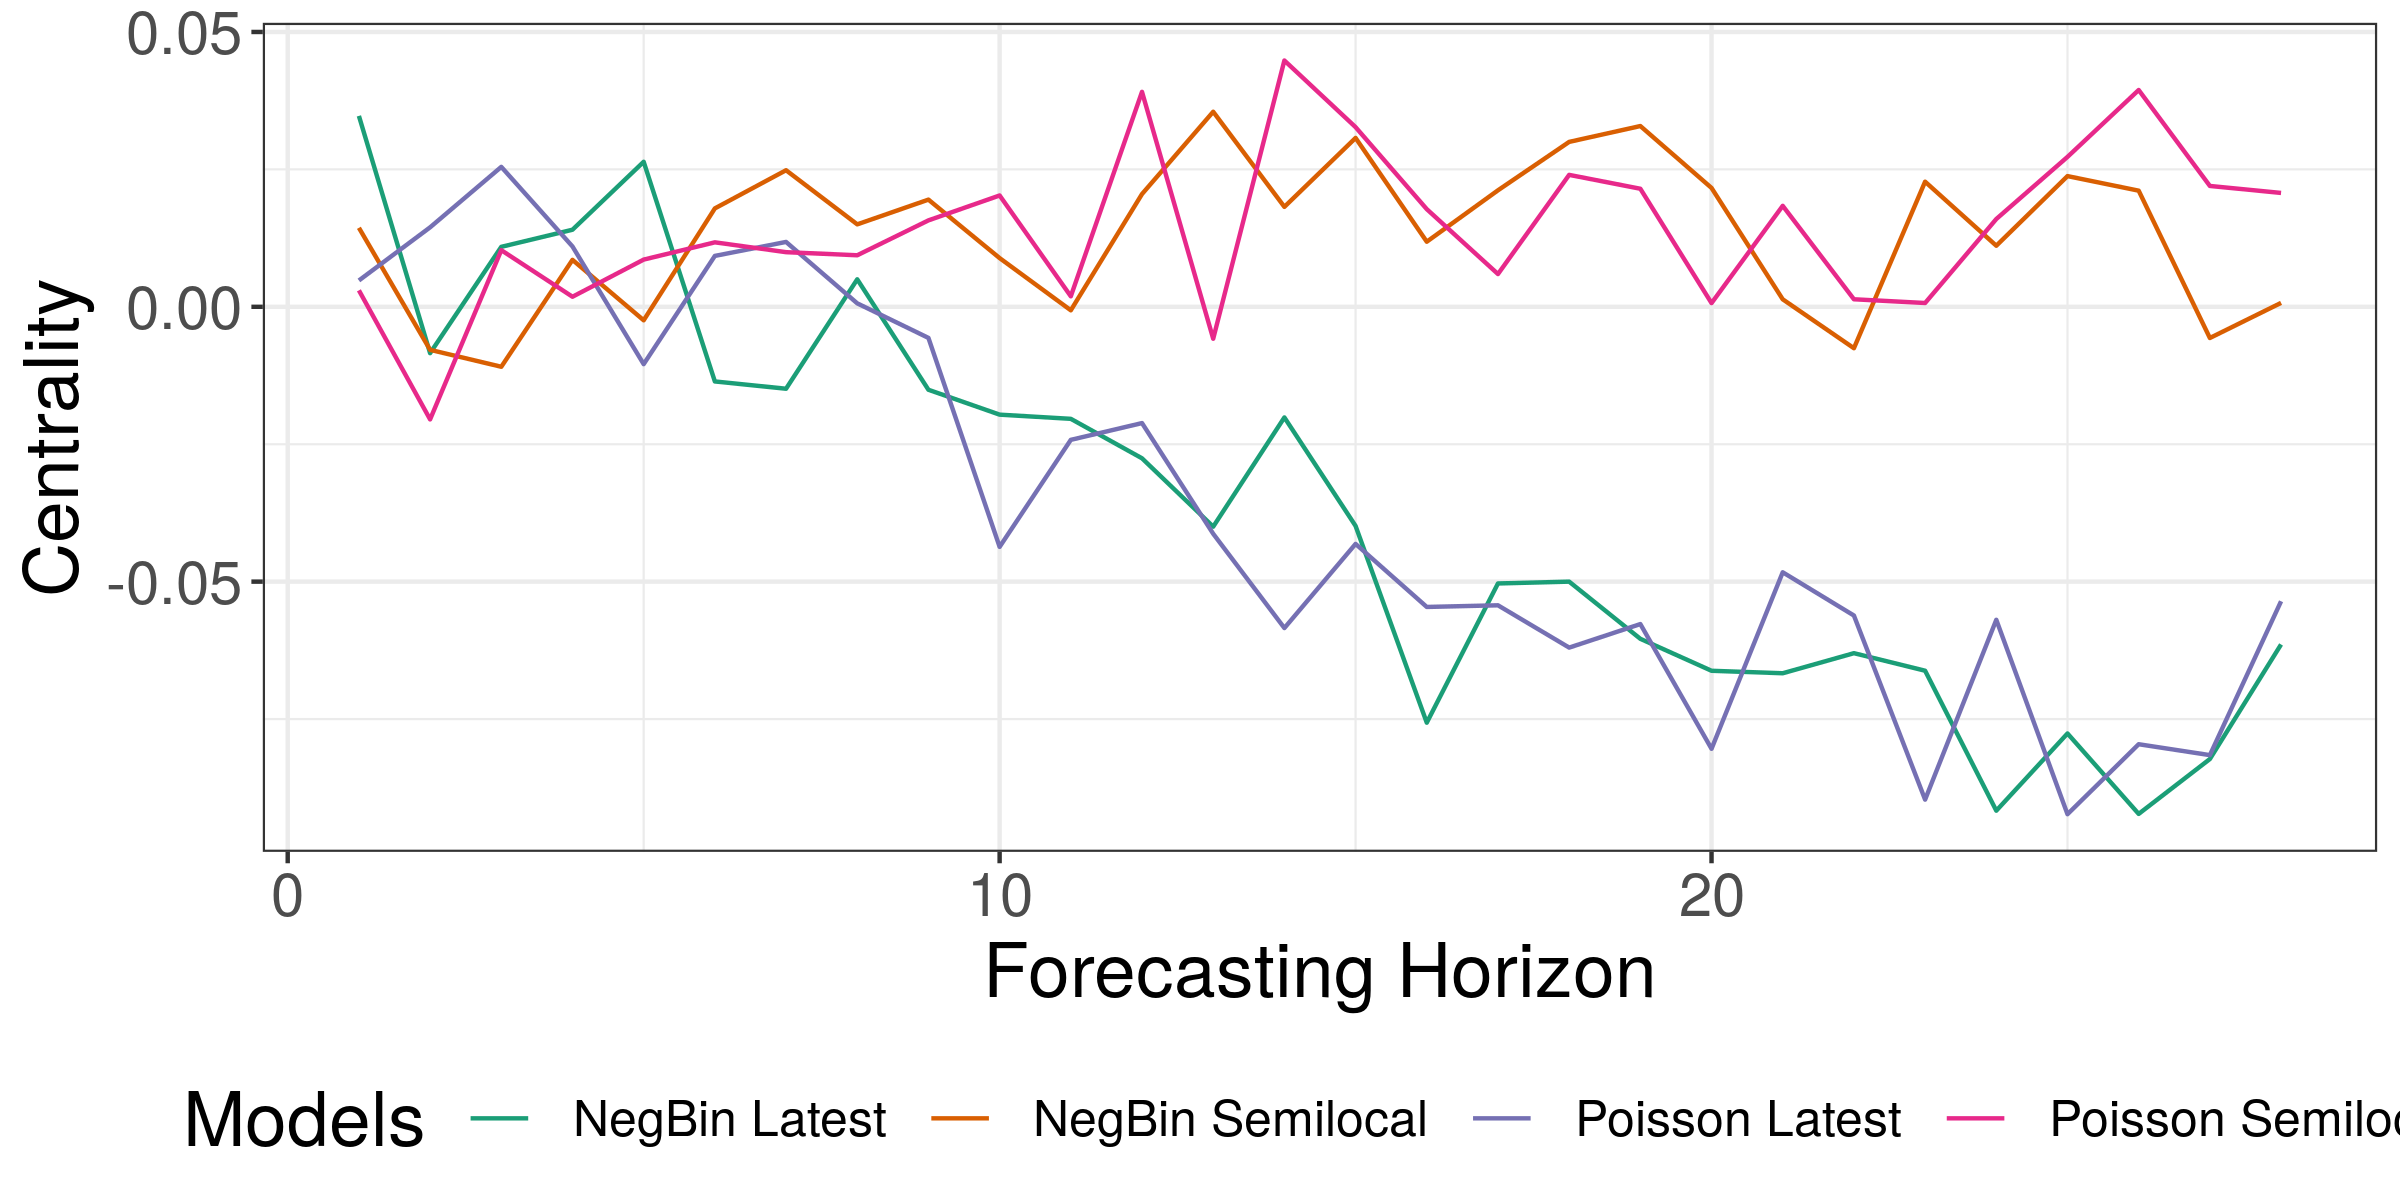 0.05
0.00
-0.05
Centrality
0 10 20
Forecasting Horizon
Models NegBin Latest NegBin Semilocal Poisson Latest Poisson